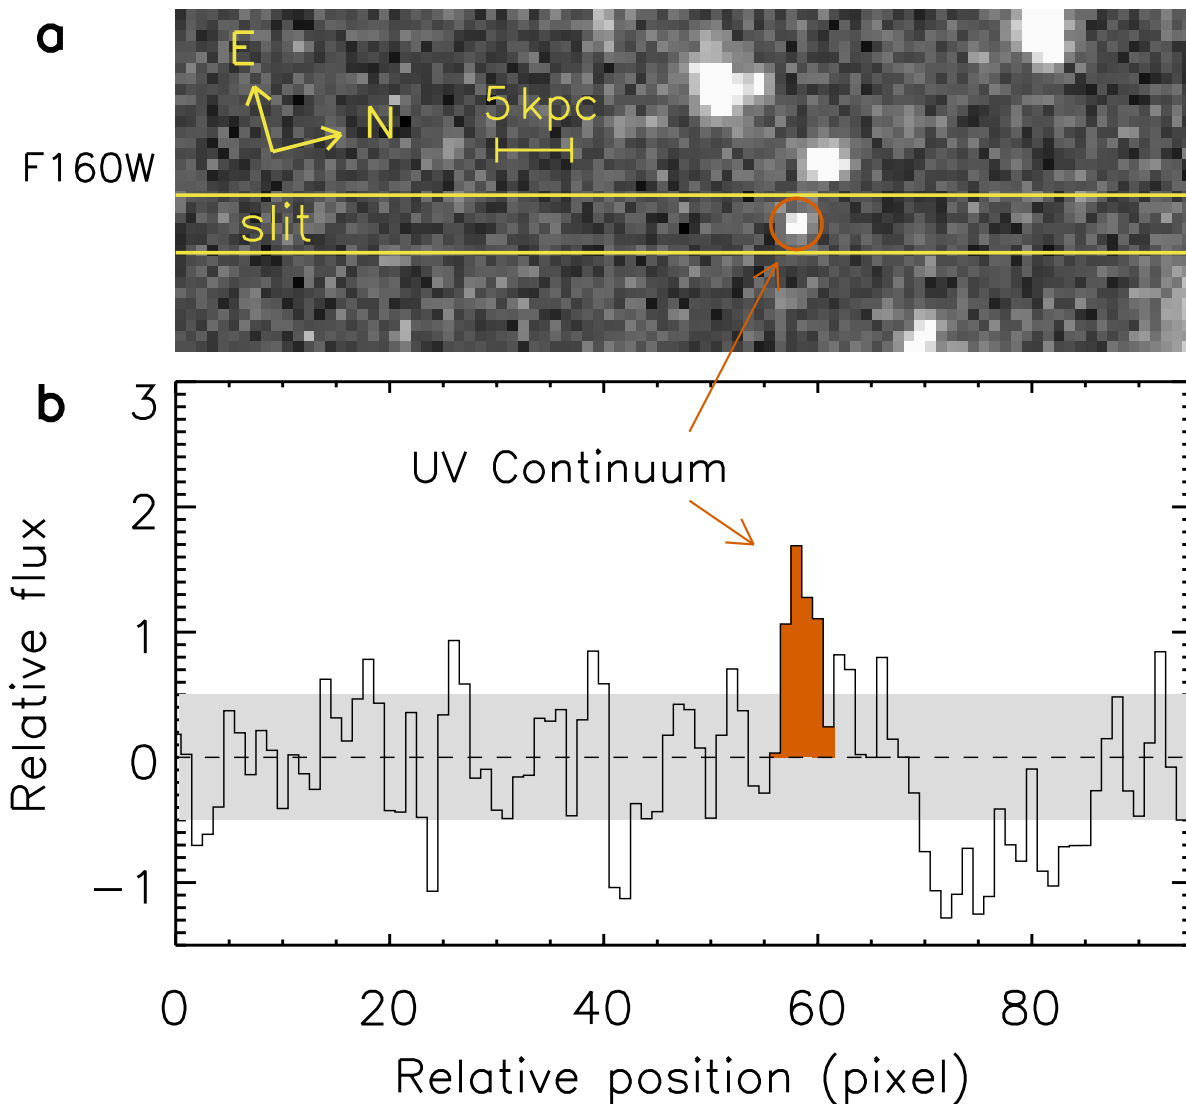 a
E
N
5 kpc
F160W
slit
b
3
2
1
0
−1
UV Continuum
Relative flux
0 20 40 60 80
Relative position (pixel)